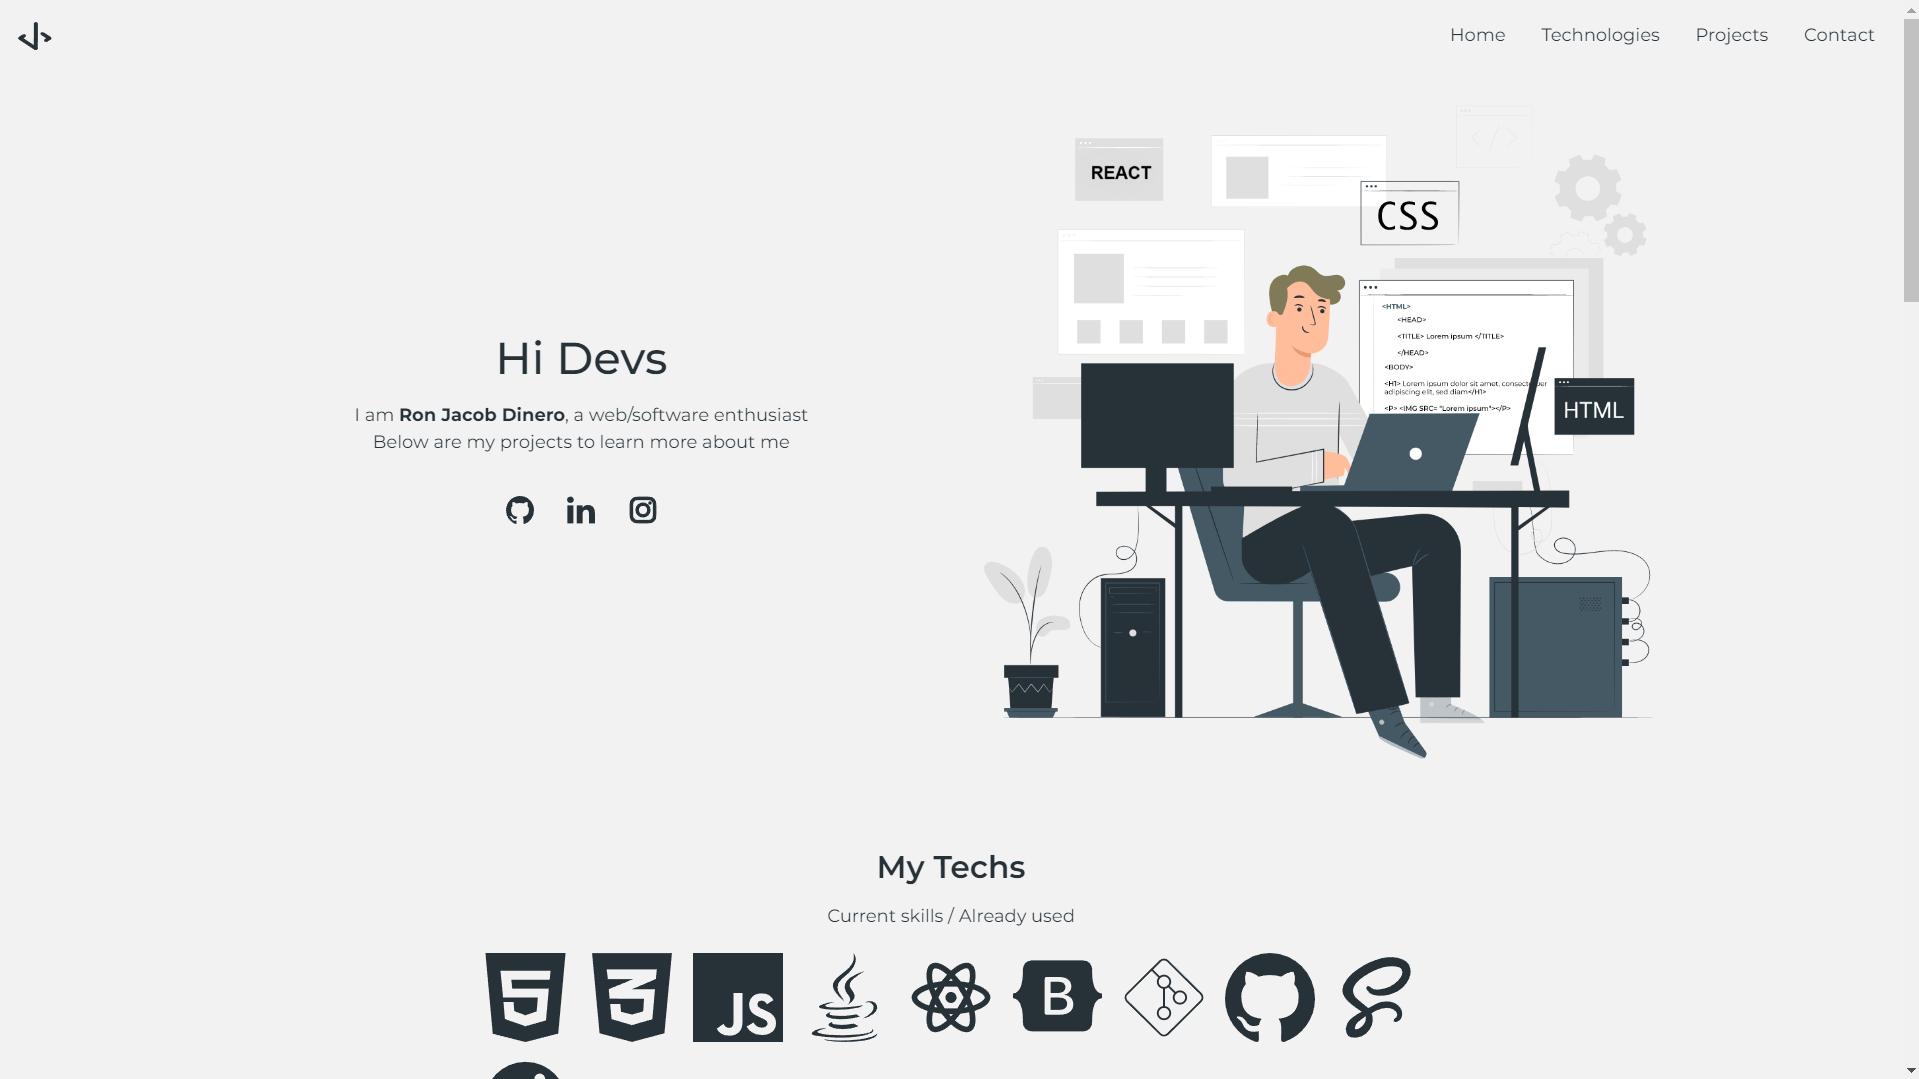 Home Technologies Projects Contact
REACT
CSS
<HTML>
<HEAD>
<TITLE> Lorem ipsum </TITLE>
</HEAD>
<BODY>
<H1> Lorem ipsum dolor sit amet,
adipiscing elit, sed diam</H1>
<P> <IMG SRC= "Lorem ipsum"></P>
HTML
Hi Devs
I am Ron Jacob Dinero, a web/software enthusiast
Below are my projects to learn more about me
in
My Techs
Current skills / Already used
5
3
JS
B